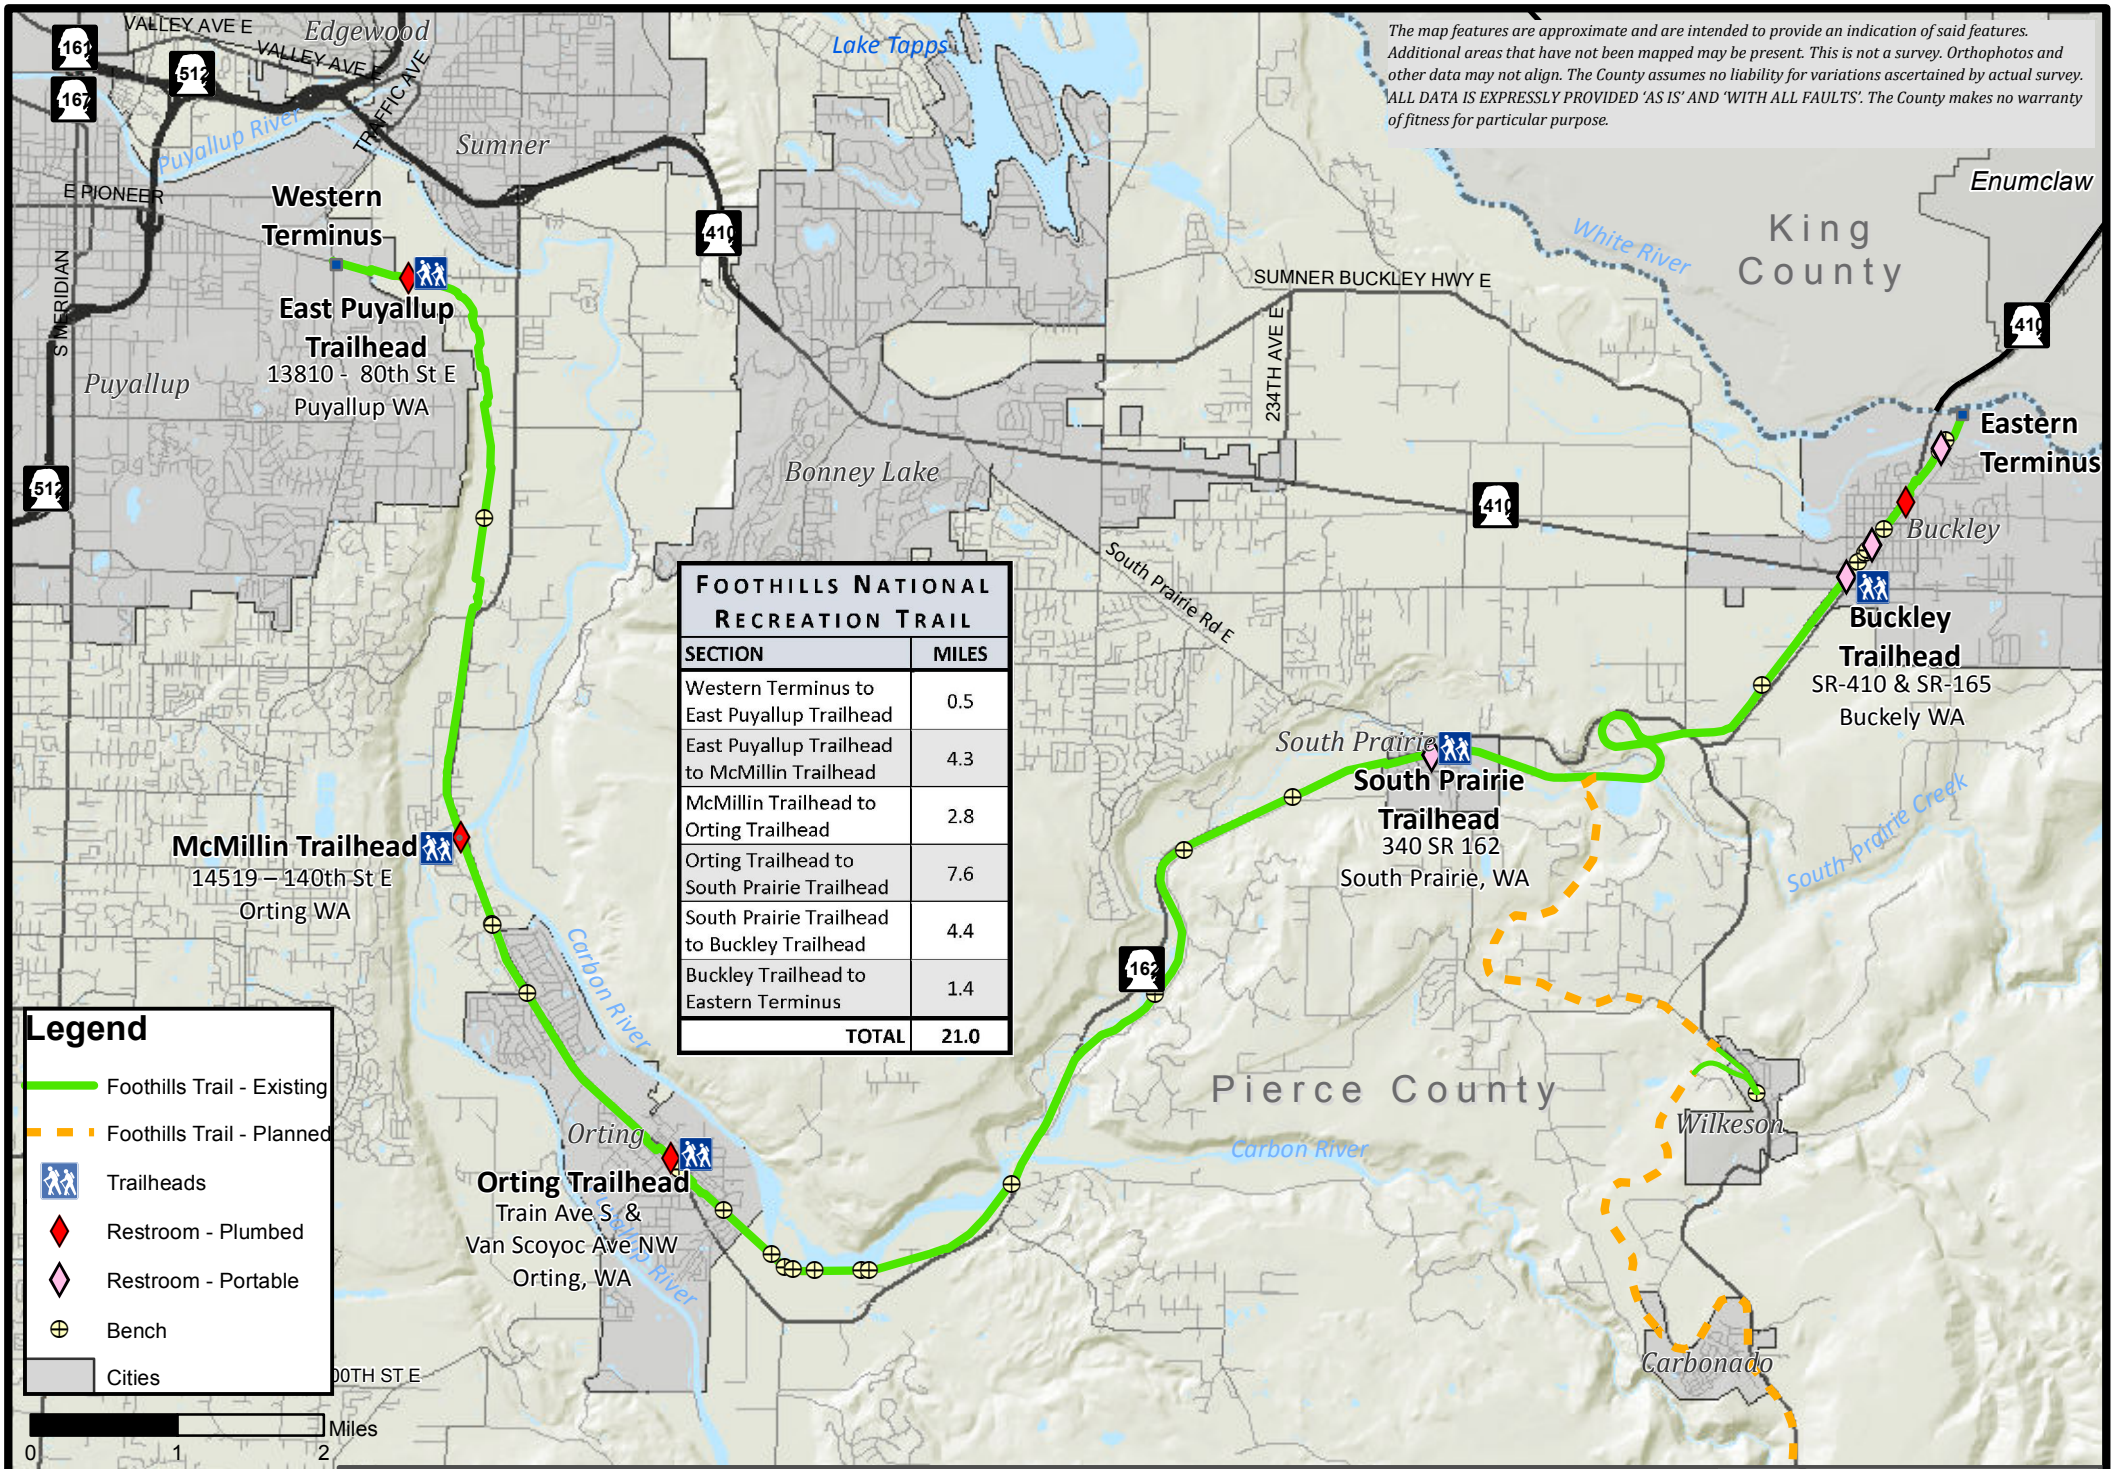 The map features are approximate and are intended to provide an indication of said features.
Additional areas that have not been mapped may be present. This is not a survey. Orthophotos and
other data may not align. The County assumes no liability for variations ascertained by actual survey.
ALL DATA IS EXPRESSLY PROVIDED 'AS IS' AND 'WITH ALL FAULTS'. The County makes no warranty
of fitness for particular purpose.
VALLEY AVE E
Edgewood
VALLEY AVE E
161
512
167
TRAFFIC AVE
Puyallup River
Sumner
Lake Tapps
E PIONEER
Western
Terminus
410
S MERIDIAN
East Puyallup
Trailhead
13810 - 80th St E
Puyallup WA
Puyallup
512
Enumclaw
King
County
White River
SUMNER BUCKLEY HWY E
234TH AVE E
410
Eastern
Terminus
Bonney Lake
410
Buckley
South Prairie Rd E
Buckley
Trailhead
SR-410 & SR-165
Buckely WA
FOOTHILLS NATIONAL
RECREATION TRAIL
SECTION MILES
Western Terminus to
East Puyallup Trailhead 0.5
East Puyallup Trailhead
to McMillin Trailhead 4.3
McMillin Trailhead to
Orting Trailhead 2.8
Orting Trailhead to
South Prairie Trailhead 7.6
South Prairie Trailhead
to Buckley Trailhead 4.4
Buckley Trailhead to
Eastern Terminus 1.4
TOTAL 21.0
South Prairie
South Prairie
Trailhead
340 SR 162
South Prairie, WA
South Prairie Creek
McMillin Trailhead
14519 – 140th St E
Orting WA
Carbon River
162
Pierce County
Carbon River
Wilkeson
Orting
Orting Trailhead
Train Ave S &
Van Scoyoc Ave NW
Orting, WA
River
Carbonado
Legend
Foothills Trail - Existing
Foothills Trail - Planned
Trailheads
Restroom - Plumbed
Restroom - Portable
Bench
Cities
00TH ST E
Miles
0 1 2